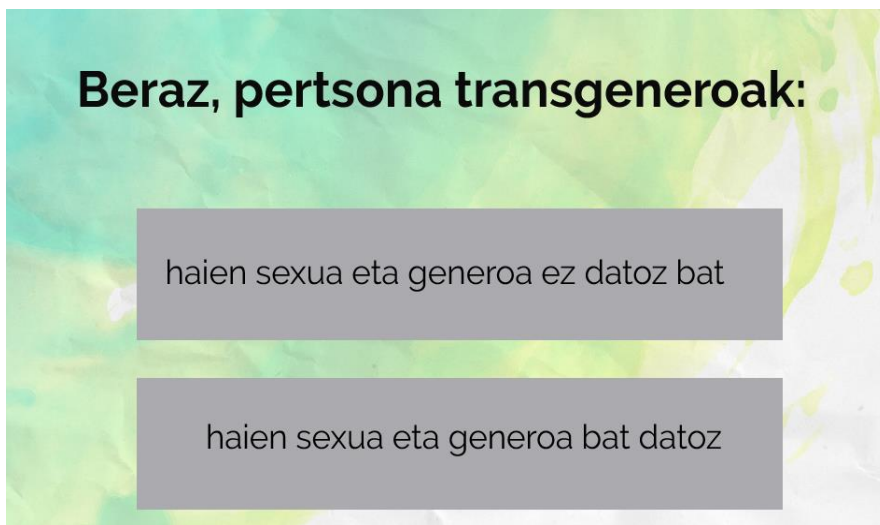 Beraz, pertsona transgeneroak:
haien sexua eta generoa ez datoz bat
haien sexua eta generoa bat datoz